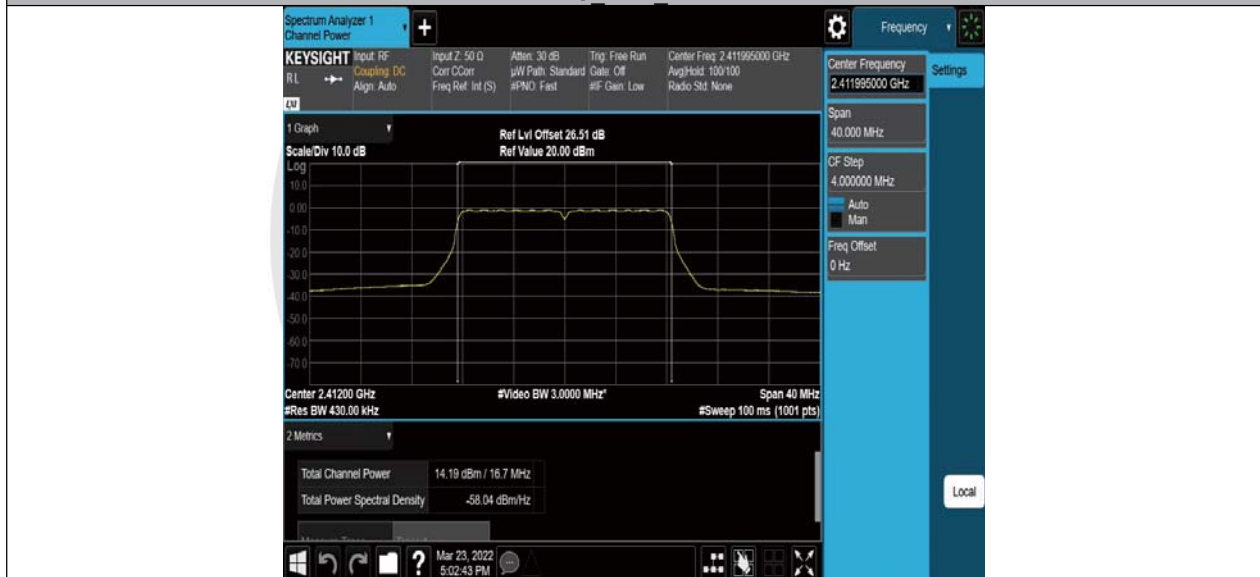 Spectrum Analyzer 1
Channel Power
+
Frequency
KEYSIGHT
RL
LXI
Input: RF
Coupling: DC
Align: Auto
Input Z: 50 Ω
Corr CCorr
Freq Ref: Int (S)
Atten: 30 dB
µW Path: Standard
#PNO: Fast
Trig: Free Run
Gate: Off
#IF Gain: Low
Center Freq: 2.411995000 GHz
Avg|Hold: 100/100
Radio Std: None
Center Frequency
2.411995000 GHz
Settings
Span
40.000 MHz
CF Step
4.000000 MHz
Auto
Man
Freq Offset
0 Hz
1 Graph
Scale/Div 10.0 dB
Ref Lvl Offset 26.51 dB
Ref Value 20.00 dBm
Log
10.0
0.00
-10.0
-20.0
-30.0
-40.0
-50.0
-60.0
-70.0
Center 2.41200 GHz
#Video BW 3.0000 MHz*
Span 40 MHz
#Res BW 430.00 kHz
#Sweep 100 ms (1001 pts)
2 Metrics
Total Channel Power 14.19 dBm / 16.7 MHz
Total Power Spectral Density -58.04 dBm/Hz
Local
?
Mar 23, 2022
5:02:43 PM